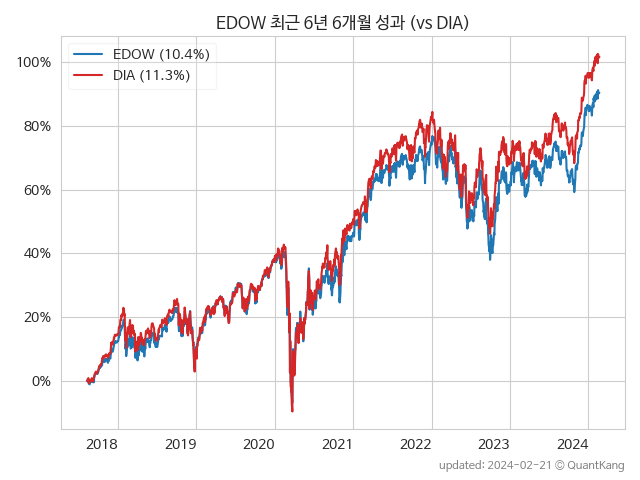 EDOW 최근 6년 6개월 성과 (vs DIA)
EDOW (10.4%)
DIA (11.3%)
100%
80%
60%
40%
20%
0%
2018 2019 2020 2021 2022 2023 2024
updated: 2024-02-21 © QuantKang